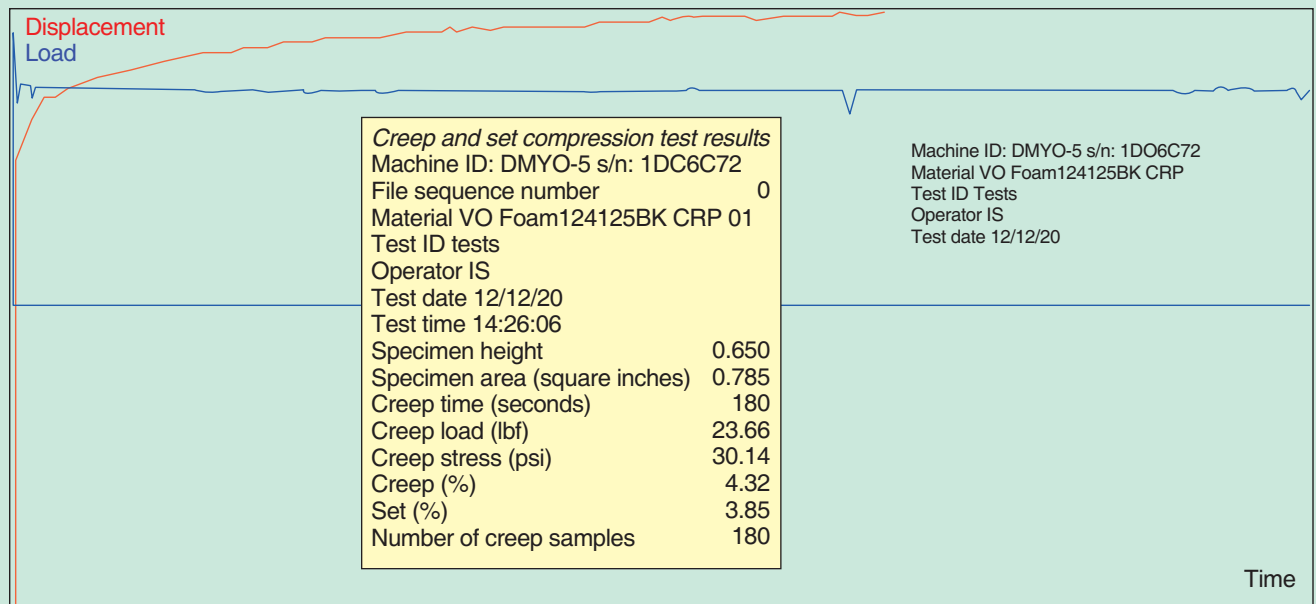 Displacement
Load
Creep and set compression test results
Machine ID: DMYO-5 s/n: 1DC6C72
File sequence number 0
Material VO Foam124125BK CRP 01
Test ID tests
Operator IS
Test date 12/12/20
Test time 14:26:06
Specimen height 0.650
Specimen area (square inches) 0.785
Creep time (seconds) 180
Creep load (lbf) 23.66
Creep stress (psi) 30.14
Creep (%) 4.32
Set (%) 3.85
Number of creep samples 180
Machine ID: DMYO-5 s/n: 1DO6C72
Material VO Foam124125BK CRP
Test ID Tests
Operator IS
Test date 12/12/20
Time